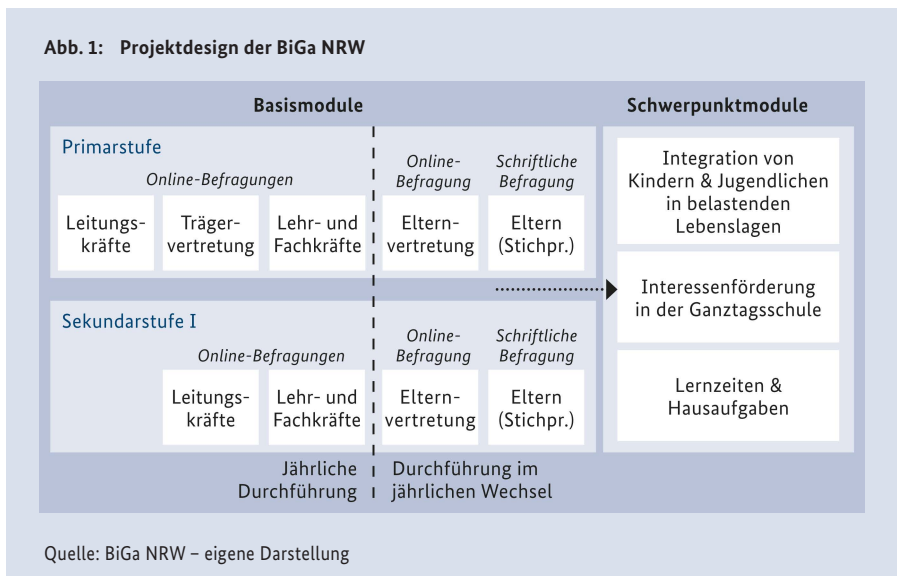 Abb. 1: Projektdesign der BiGa NRW
Basismodule
Schwerpunktmodule
Primarstufe
Online-Befragungen
Online-
Befragung
Schriftliche
Befragung
Leitungs-
kräfte
Träger-
vertretung
Lehr- und
Fachkräfte
Eltern-
vertretung
Eltern
(Stichpr.)
Sekundarstufe I
Online-Befragungen
Online-
Befragung
Schriftliche
Befragung
Leitungs-
kräfte
Lehr- und
Fachkräfte
Eltern-
vertretung
Eltern
(Stichpr.)
Jährliche
Durchführung
Durchführung im
jährlichen Wechsel
Integration von
Kindern & Jugendlichen
in belastenden
Lebenslagen
Interessenförderung
in der Ganztagsschule
Lernzeiten &
Hausaufgaben
Quelle: BiGa NRW – eigene Darstellung